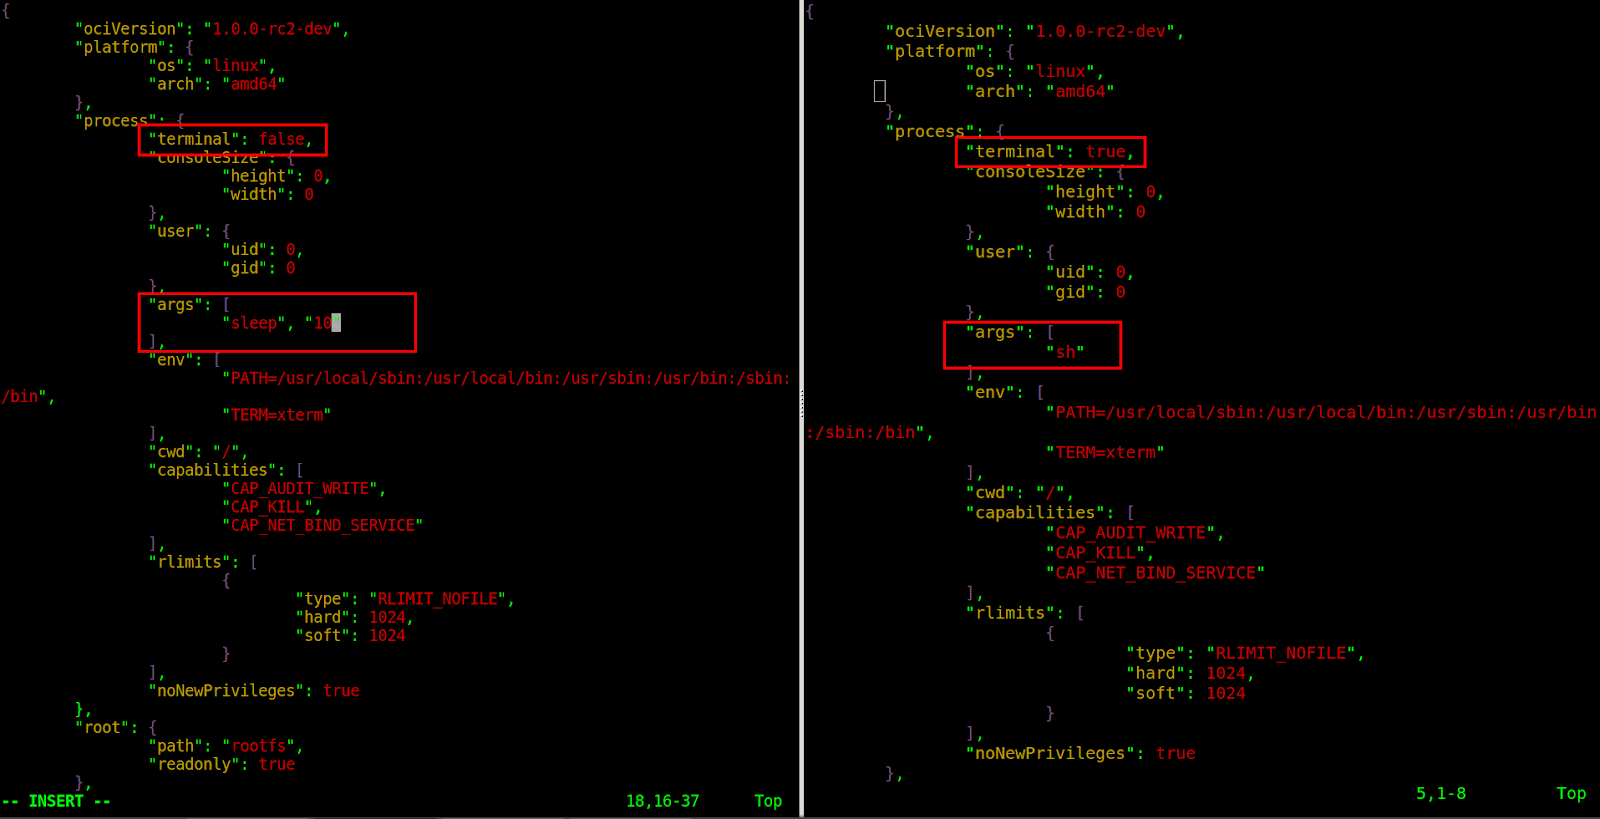 {
"ociVersion": "1.0.0-rc2-dev",
"platform": {
"os": "linux",
"arch": "amd64"
},
"process": {
"terminal": false,
"consoleSize": {
"height": 0,
"width": 0
},
"user": {
"uid": 0,
"gid": 0
},
"args": [
"sleep", "10"
],
"env": [
"PATH=/usr/local/sbin:/usr/local/bin:/usr/sbin:/usr/bin:/sbin:
/bin",
"TERM=xterm"
],
"cwd": "/",
"capabilities": [
"CAP_AUDIT_WRITE",
"CAP_KILL",
"CAP_NET_BIND_SERVICE"
],
"rlimits": [
{
"type": "RLIMIT_NOFILE",
"hard": 1024,
"soft": 1024
}
],
"noNewPrivileges": true
},
"root": {
"path": "rootfs",
"readonly": true
},
-- INSERT -- 18,16-37 Top
{
"ociVersion": "1.0.0-rc2-dev",
"platform": {
"os": "linux",
"arch": "amd64"
},
"process": {
"terminal": true,
"consoleSize": {
"height": 0,
"width": 0
},
"user": {
"uid": 0,
"gid": 0
},
"args": [
"sh"
],
"env": [
"PATH=/usr/local/sbin:/usr/local/bin:/usr/sbin:/usr/bin
:/sbin:/bin",
"TERM=xterm"
],
"cwd": "/",
"capabilities": [
"CAP_AUDIT_WRITE",
"CAP_KILL",
"CAP_NET_BIND_SERVICE"
],
"rlimits": [
{
"type": "RLIMIT_NOFILE",
"hard": 1024,
"soft": 1024
}
],
"noNewPrivileges": true
},
5,1-8 Top